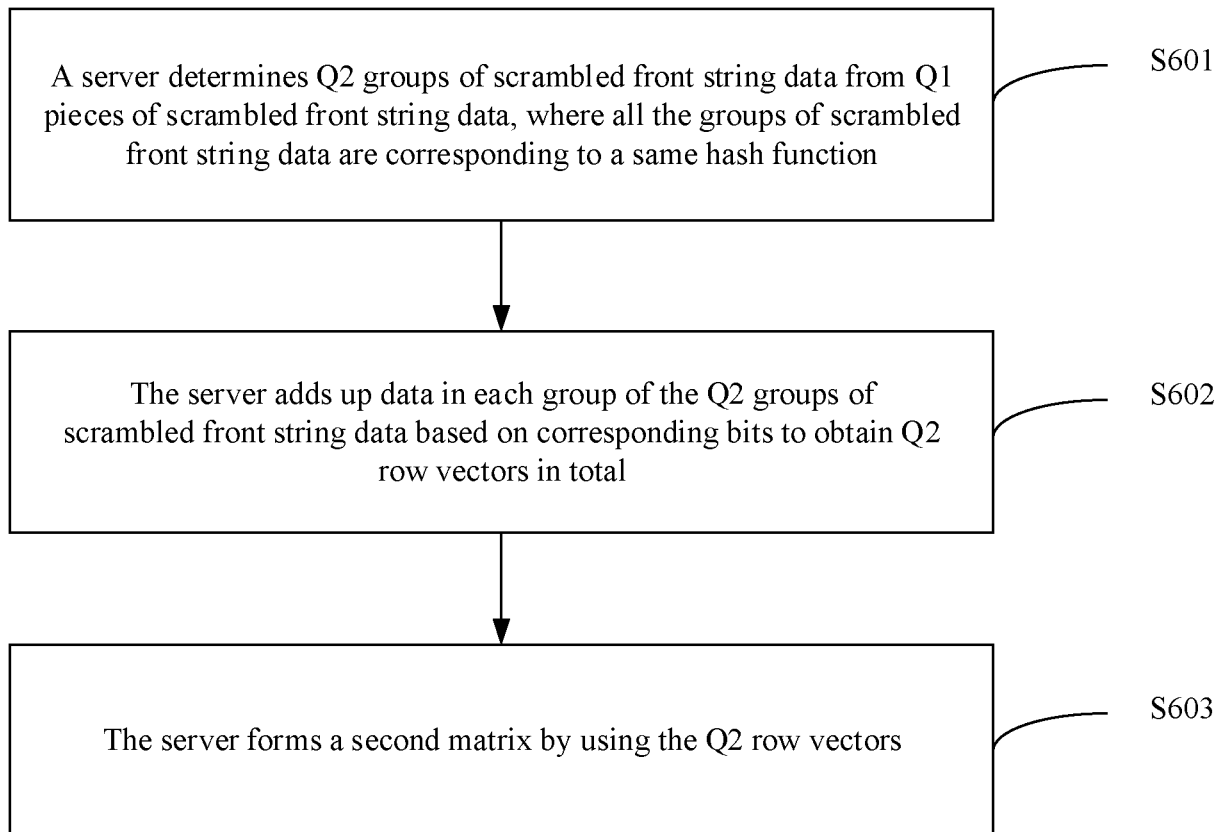 A server determines Q2 groups of scrambled front string data from Q1
pieces of scrambled front string data, where all the groups of scrambled
front string data are corresponding to a same hash function
S601
The server adds up data in each group of the Q2 groups of
scrambled front string data based on corresponding bits to obtain Q2
row vectors in total
S602
The server forms a second matrix by using the Q2 row vectors
S603